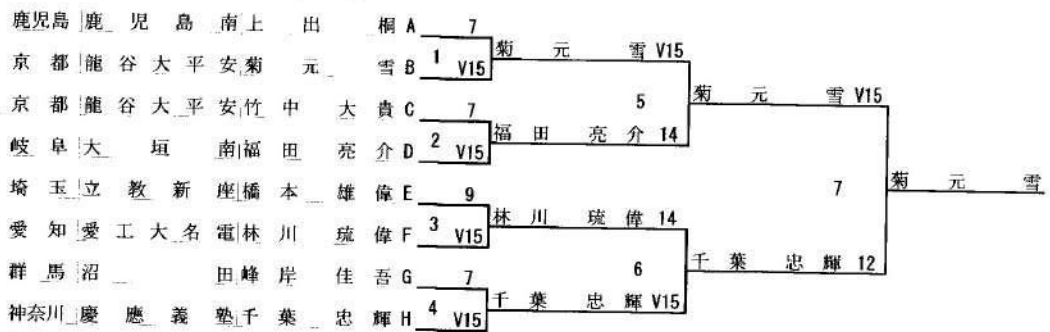 鹿児島 鹿児島南 上出 桐 A 7
1 菊元 雪 V15
京都 龍谷大平安 菊元 雪 B V15
5 菊元 雪 V15
京都 龍谷大平安 竹中 大貴 C 7
2 福田 亮介 14
岐阜 大垣南 福田 亮介 D V15
7 菊元 雪
埼玉 立教新座 橋本 雄偉 E 9
3 林川 琉偉 14
愛知 愛工大名電 林川 琉偉 F V15
6 千葉 忠輝 12
群馬 沼田 峰岸 佳吾 G 7
4 千葉 忠輝 V15
神奈川 慶應義塾 千葉 忠輝 H V15